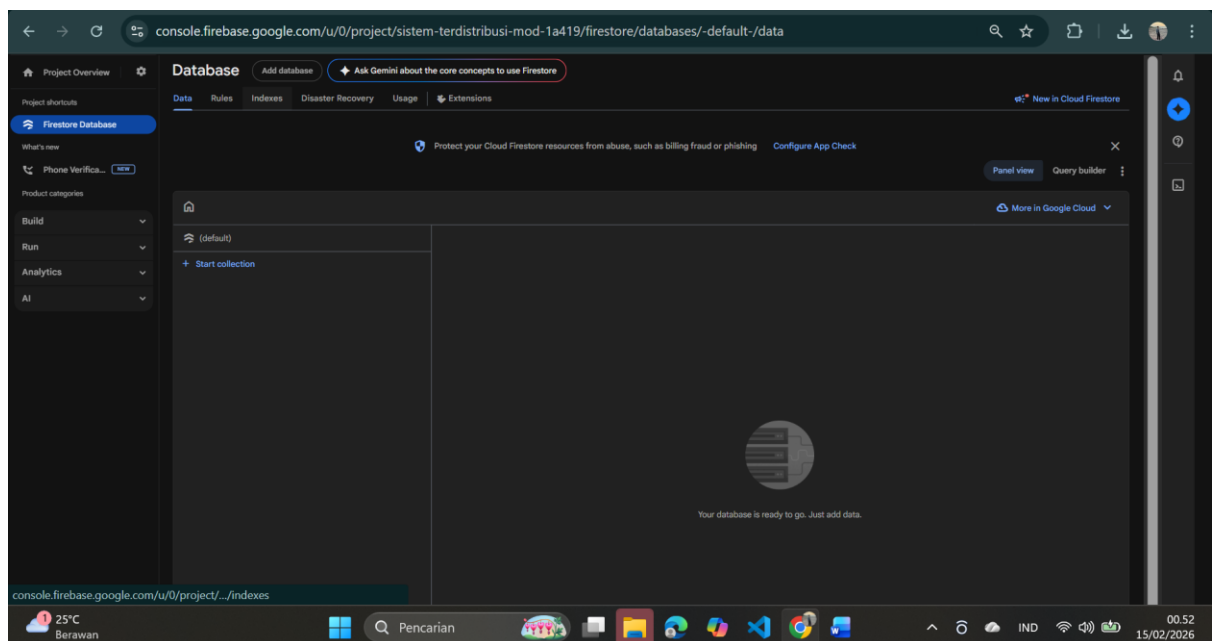 console.firebase.google.com/u/0/project/sistem-terdistribusi-mod-1a419/firestore/databases/-default-/data
Project Overview
Database
Add database
Ask Gemini about the core concepts to use Firestore
Project shortcuts
Data Rules Indexes Disaster Recovery Usage Extensions
New in Cloud Firestore
Firestore Database
What's new
Protect your Cloud Firestore resources from abuse, such as billing fraud or phishing Configure App Check
Phone Verifica... NEW
Panel view Query builder
Product categories
Build
More in Google Cloud
Run
(default)
Analytics
+ Start collection
AI
Your database is ready to go. Just add data.
console.firebase.google.com/u/0/project/.../indexes
1
25°C
Berawan
Pencarian
IND
00.52
15/02/2026